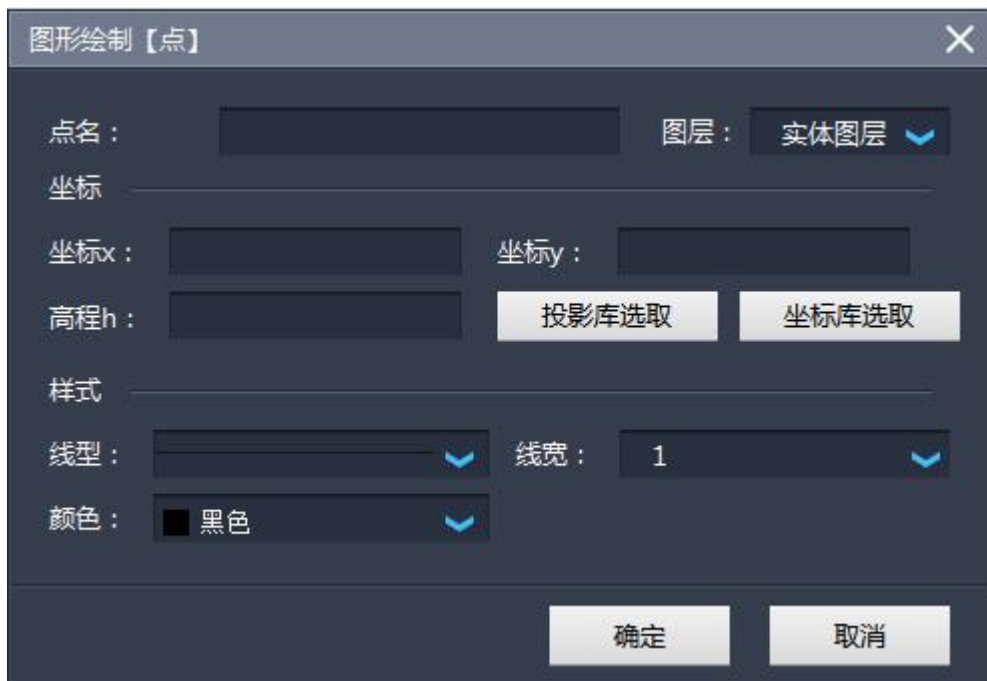 图形绘制【点】
点名： 图层： 实体图层
坐标
坐标x： 坐标y：
高程h： 投影库选取 坐标库选取
样式
线型： 线宽： 1
颜色： 黑色
确定 取消